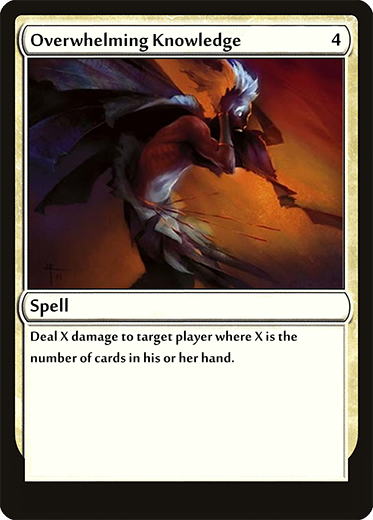 Overwhelming Knowledge 4
Spell
Deal X damage to target player where X is the
number of cards in his or her hand.